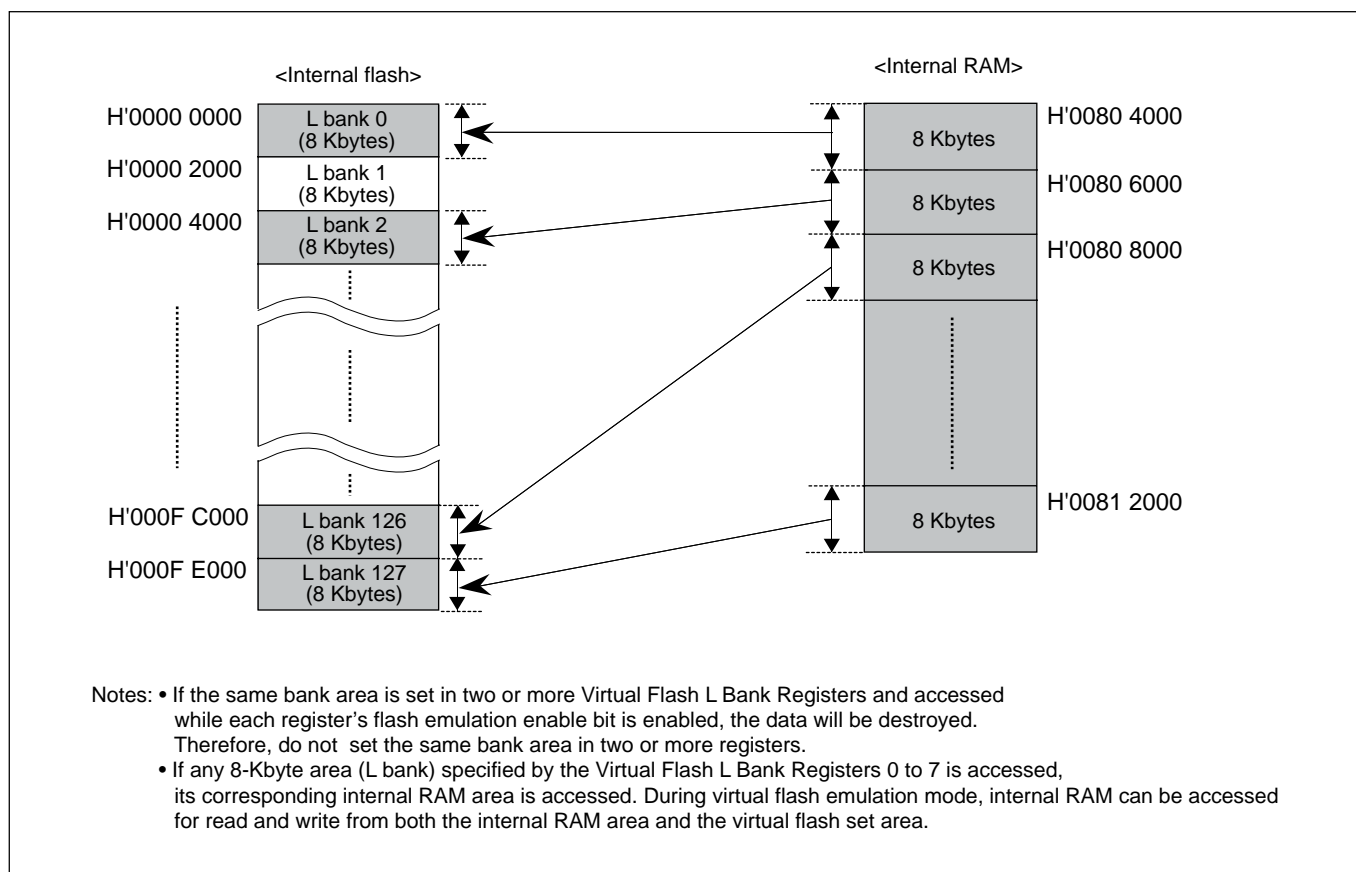 <Internal flash>
H'0000 0000
L bank 0
(8 Kbytes)
H'0000 2000
L bank 1
(8 Kbytes)
H'0000 4000
L bank 2
(8 Kbytes)
H'000F C000
L bank 126
(8 Kbytes)
H'000F E000
L bank 127
(8 Kbytes)
<Internal RAM>
8 Kbytes
H'0080 4000
8 Kbytes
H'0080 6000
8 Kbytes
H'0080 8000
8 Kbytes
H'0081 2000
Notes: • If the same bank area is set in two or more Virtual Flash L Bank Registers and accessed
while each register's flash emulation enable bit is enabled, the data will be destroyed.
Therefore, do not set the same bank area in two or more registers.
• If any 8-Kbyte area (L bank) specified by the Virtual Flash L Bank Registers 0 to 7 is accessed,
its corresponding internal RAM area is accessed. During virtual flash emulation mode, internal RAM can be accessed
for read and write from both the internal RAM area and the virtual flash set area.